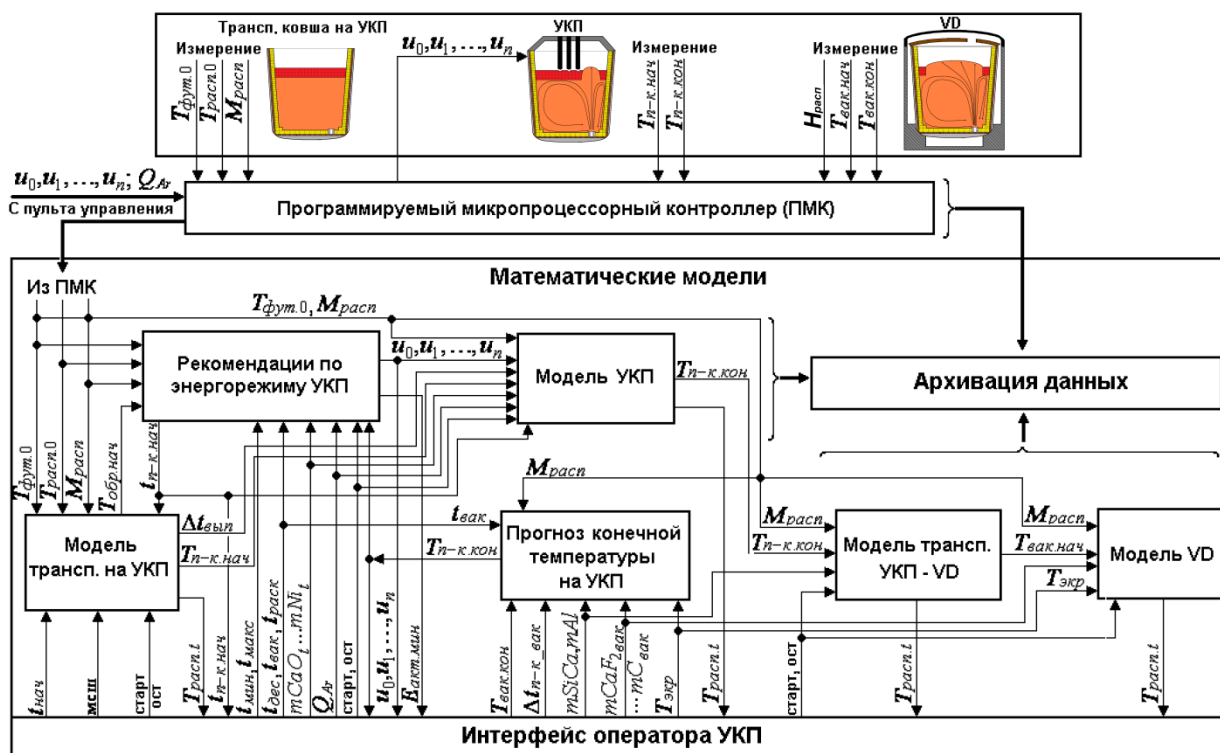 Трансп. ковша на УКП
УКП
VD
Измерение
u0,u1, ...,un
Измерение
Измерение
Tфут.0
Tрасп.0
Mрасп
Tп-к.нач
Tп-к.кон
Hрасп
Tвак.нач
Tвак.кон
u0,u1, ...,un; QAr
С пульта управления
Программируемый микропроцессорный контроллер (ПМК)
Математические модели
Из ПМК
Tфут.0, Mрасп
Рекомендации по
энергорежиму УКП
u0,u1, ...,un
Модель УКП
Tп-к.кон
Архивация данных
Tфут.0
Tрасп.0
Mрасп
Tобр.нач
tп-к.нач
Mрасп
Модель
трансп. на УКП
Δtвып
Tп-к.нач
tвак
Tп-к.кон
Прогноз конечной
температуры
на УКП
Mрасп
Tп-к.кон
Модель трансп.
УКП - VD
Mрасп
Tвак.нач
Tэкр
Модель VD
tнач
мсш
старт
ост
Tрасп.t
tп-к.нач
tмин, tмакс
tдес, tвак, tраск
mCaOt...mNit
QAr
старт, ост
u0,u1, ...,un
Eакт.мин
Tвак.кон
Δtп-к_вак
mSiCa,mAl
mCaF2вак
...mCвак
Tэкр
Tрасп.t
старт, ост
Tрасп.t
Tрасп.t
Интерфейс оператора УКП